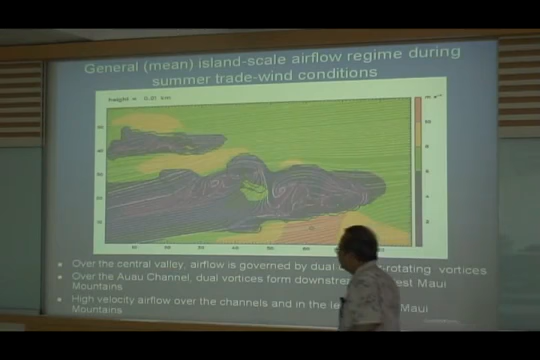 General (mean) island-scale airflow regime during
summer trade-wind conditions
height =
Over the central valley, airflow is governed by dual rotating vortices
Over the Auau Channel, dual vortices form downstre est Maui
Mountains
High velocity airflow over the channels and in the le Maui
Mountains